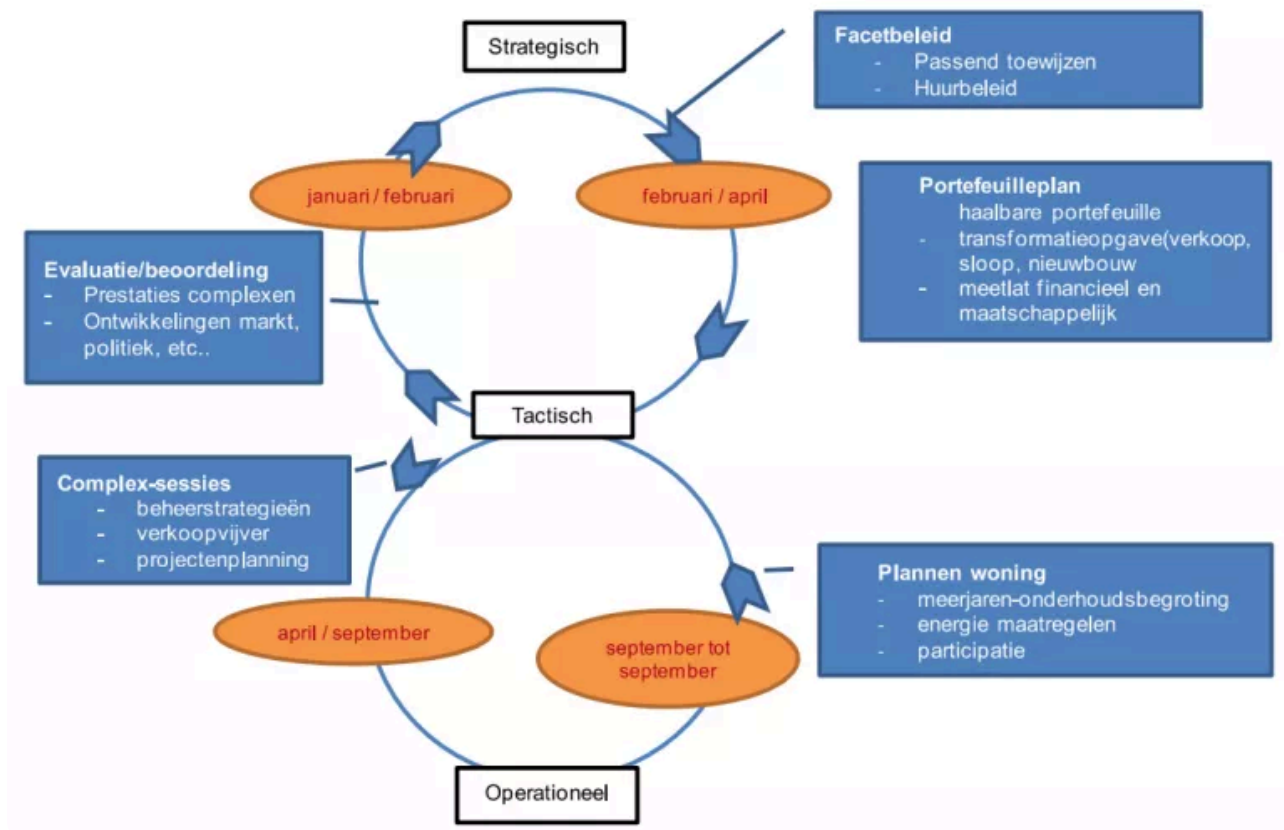 Strategisch
Facetbeleid
- Passend toewijzen
- Huurbeleid
januari / februari
februari / april
Portefeuilleplan
haalbare portefeuille
- transformatieopgave(verkoop,
sloop, nieuwbouw
- meetlat financieel en
maatschappelijk
Evaluatie/beoordeling
- Prestaties complexen
- Ontwikkelingen markt,
politiek, etc..
Tactisch
Complex-sessies
- beheerstrategieën
- verkoopvijver
- projectenplanning
Plannen woning
- meerjaren-onderhoudsbegroting
- energie maatregelen
- participatie
april / september
september tot
september
Operationeel